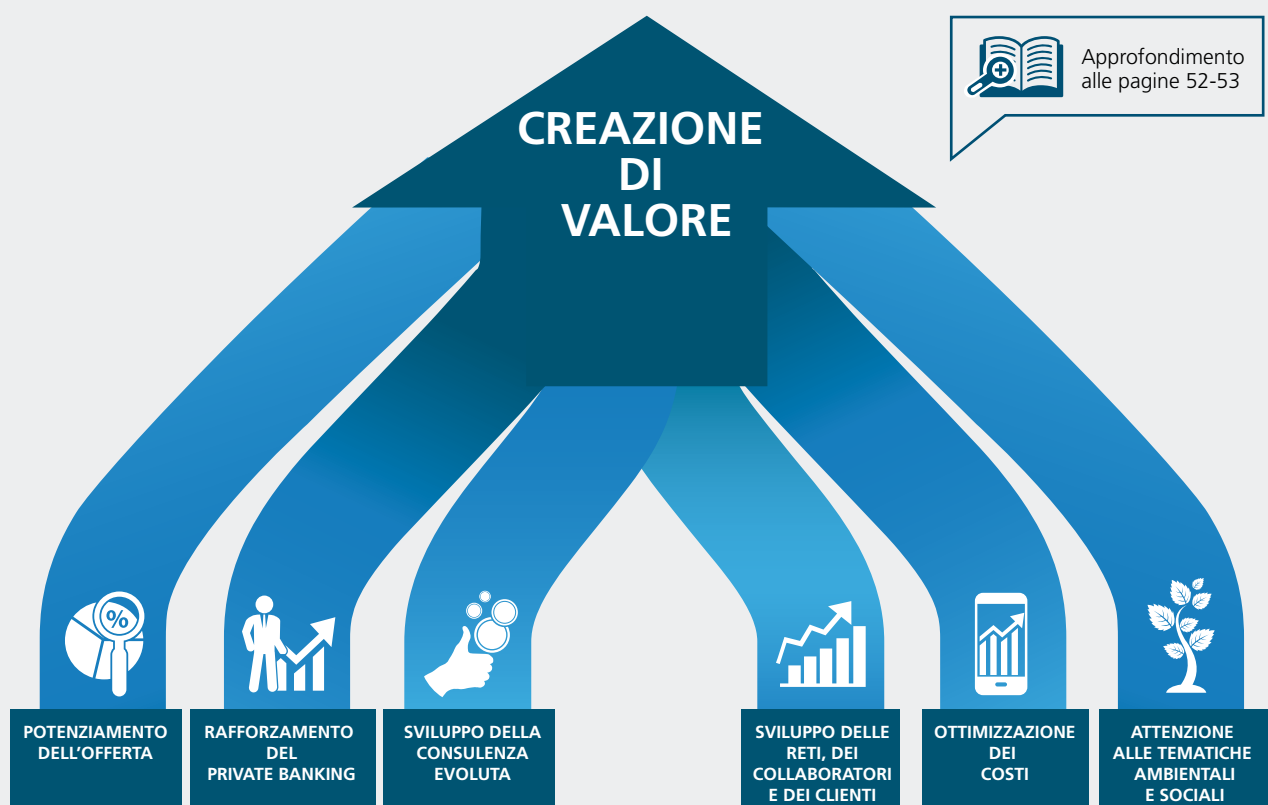 Approfondimento
alle pagine 52-53
CREAZIONE
DI
VALORE
%
POTENZIAMENTO
DELL'OFFERTA
RAFFORZAMENTO
DEL
PRIVATE BANKING
SVILUPPO DELLA
CONSULENZA
EVOLUTA
SVILUPPO DELLE
RETI, DEI
COLLABORATORI
E DEI CLIENTI
OTTIMIZZAZIONE
DEI
COSTI
ATTENZIONE
ALLE TEMATICHE
AMBIENTALI
E SOCIALI